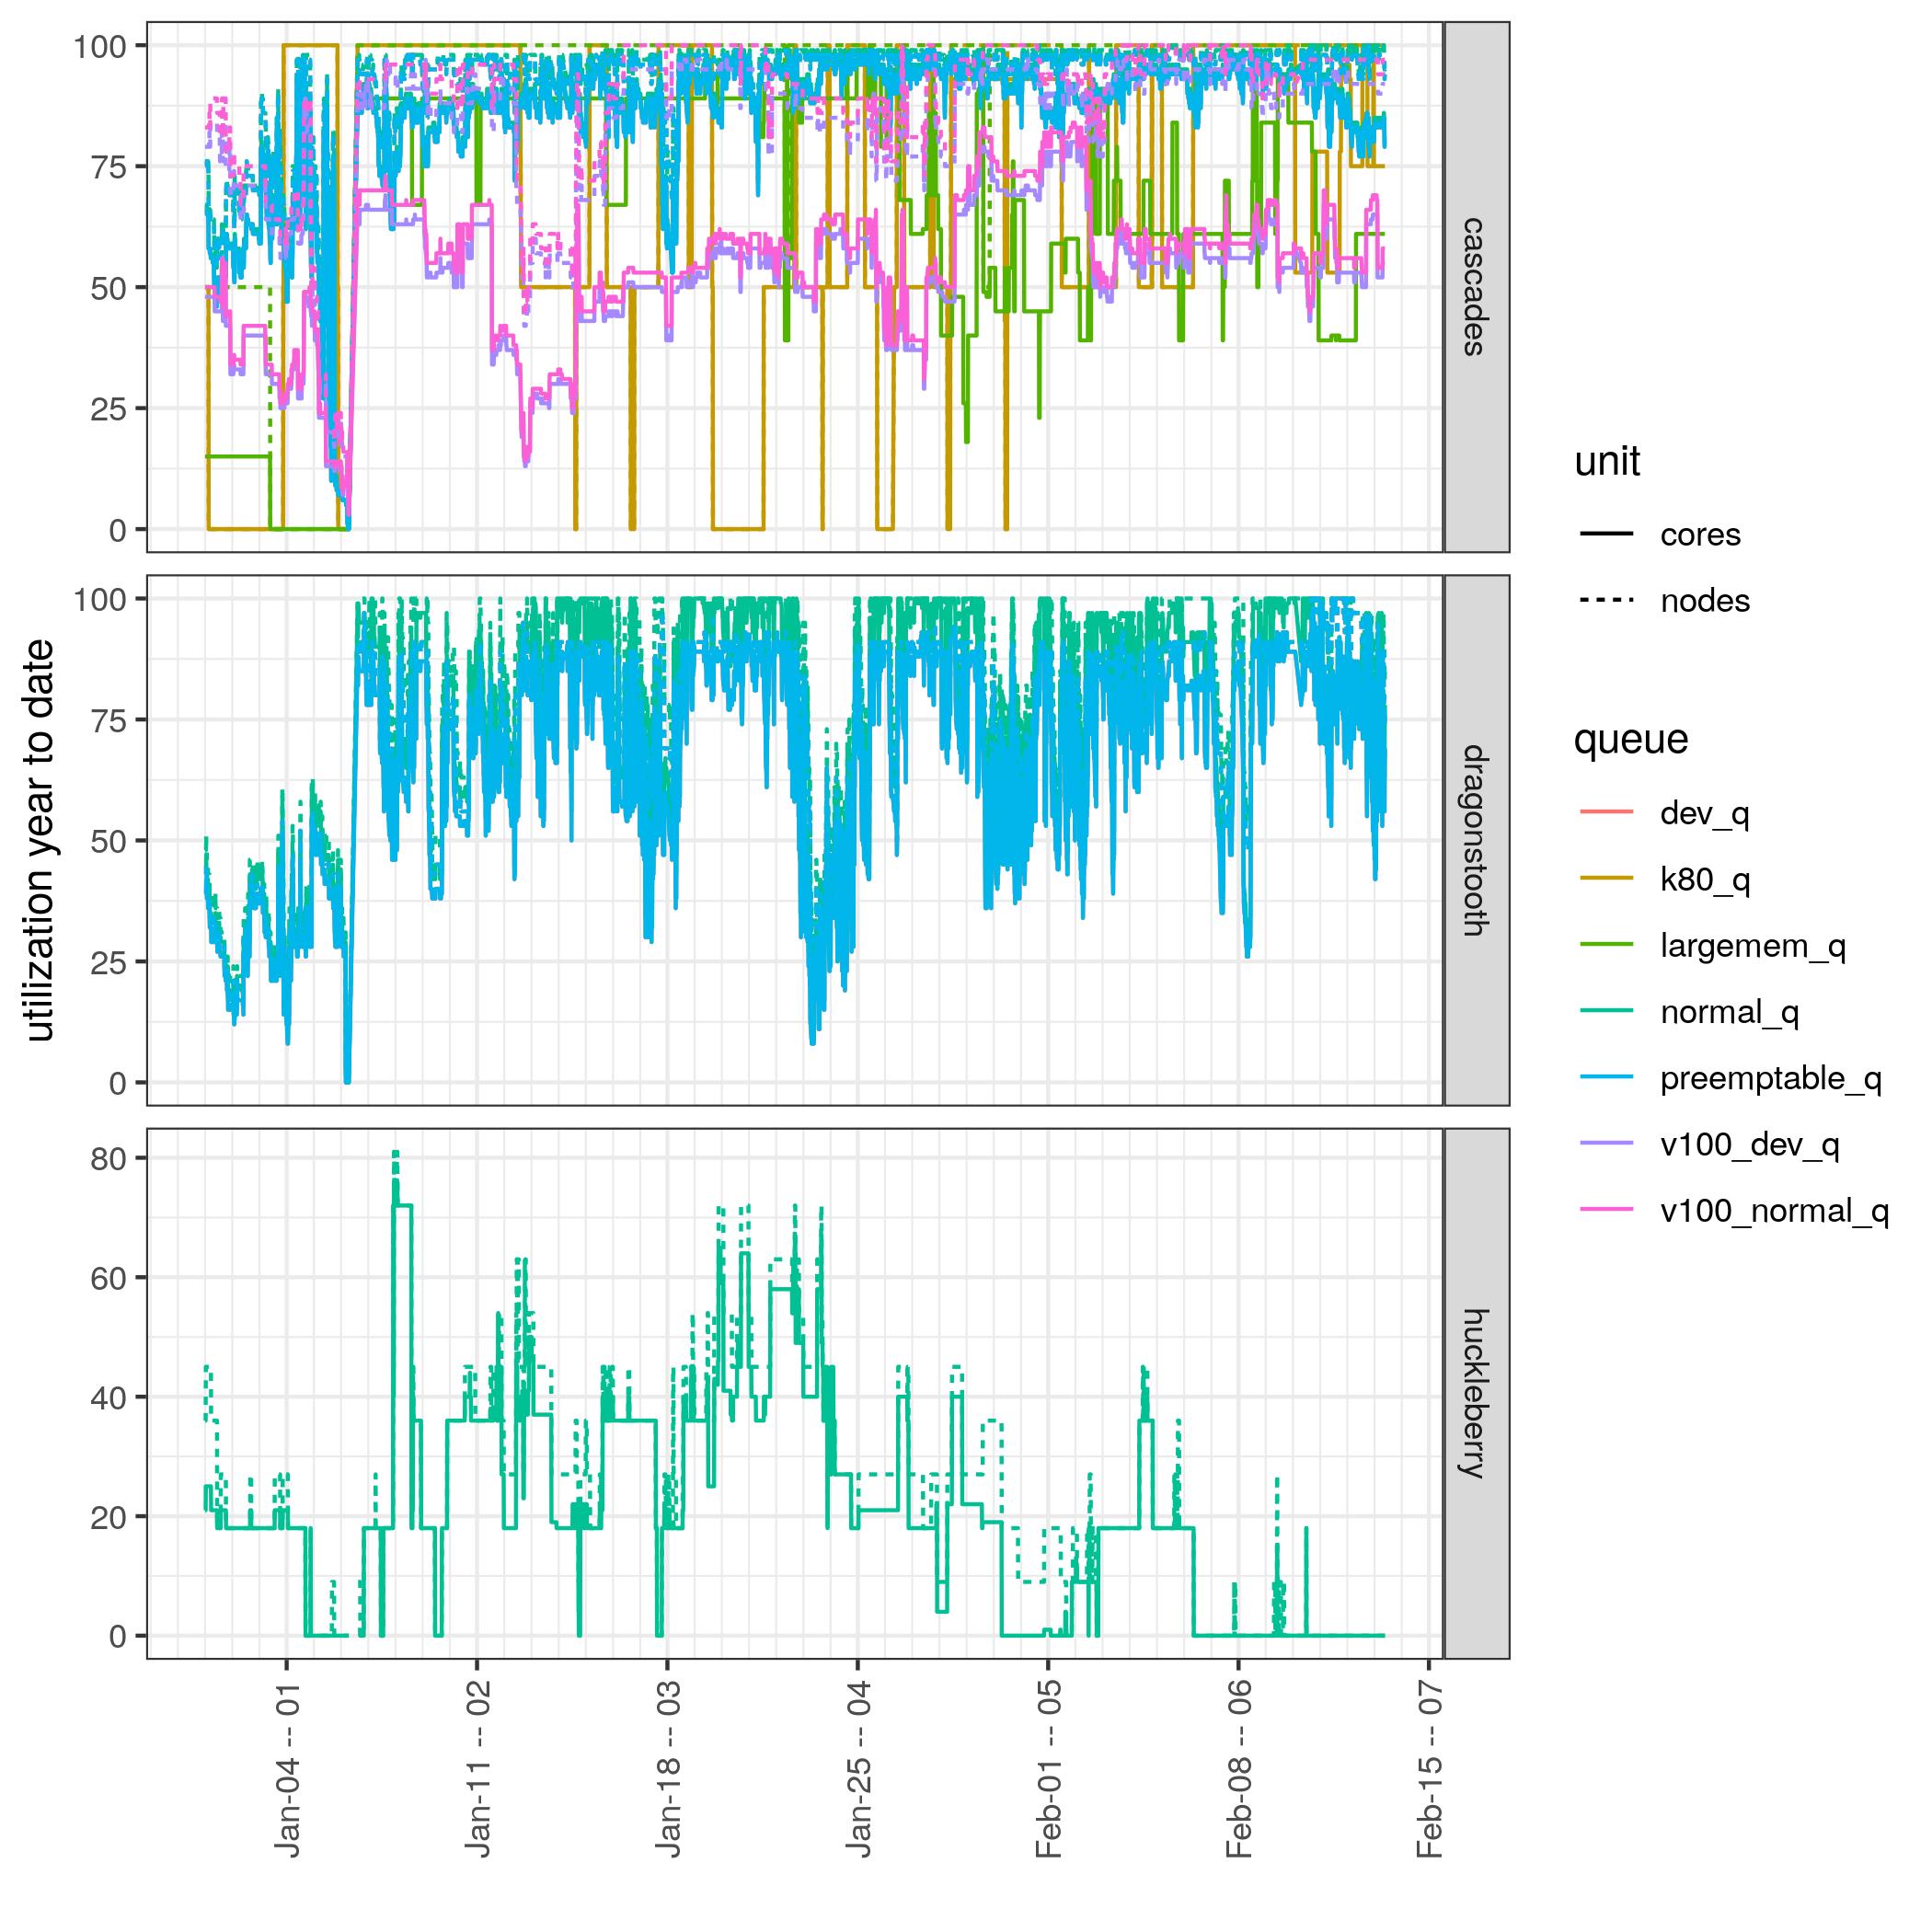 utilization year to date
100
75
50
25
0
cascades
100
75
50
25
0
dragonstooth
80
60
40
20
0
huckleberry
Jan-04 -- 01
Jan-11 -- 02
Jan-18 -- 03
Jan-25 -- 04
Feb-01 -- 05
Feb-08 -- 06
Feb-15 -- 07
unit
cores
nodes
queue
dev_q
k80_q
largemem_q
normal_q
preemptable_q
v100_dev_q
v100_normal_q